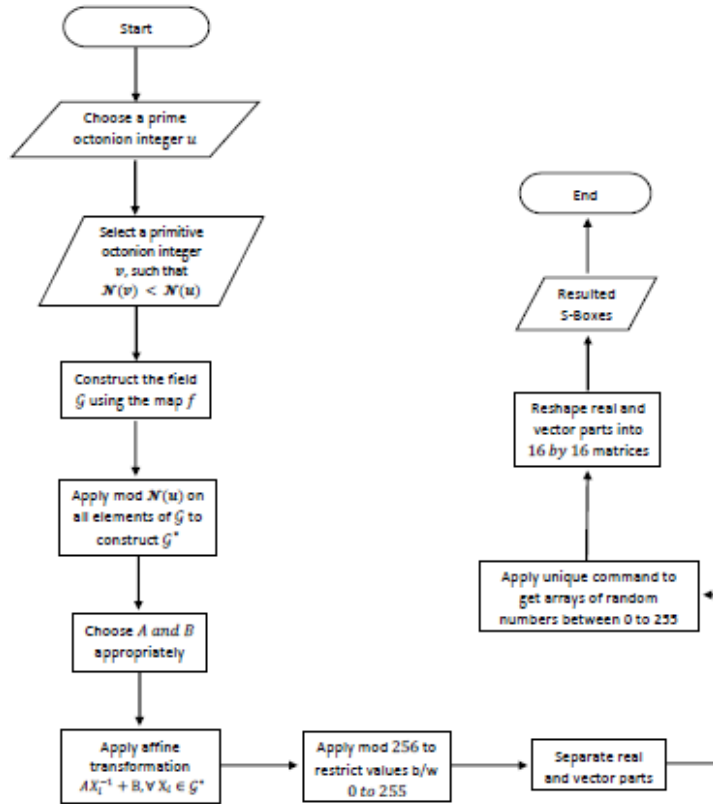 Start
Choose a prime
octonion integer u
Select a primitive
octonion integer
v, such that
𝑵(v) < 𝑵(u)
Construct the field
𝒢 using the map f
Apply mod 𝑵(u) on
all elements of 𝒢 to
construct 𝒢*
Choose A and B
appropriately
Apply affine
transformation
AXᵢ⁻¹ + B, ∀ Xᵢ ∈ 𝒢*
Apply mod 256 to
restrict values b/w
0 to 255
Separate real
and vector parts
Apply unique command to
get arrays of random
numbers between 0 to 255
Reshape real and
vector parts into
16 by 16 matrices
Resulted
S-Boxes
End